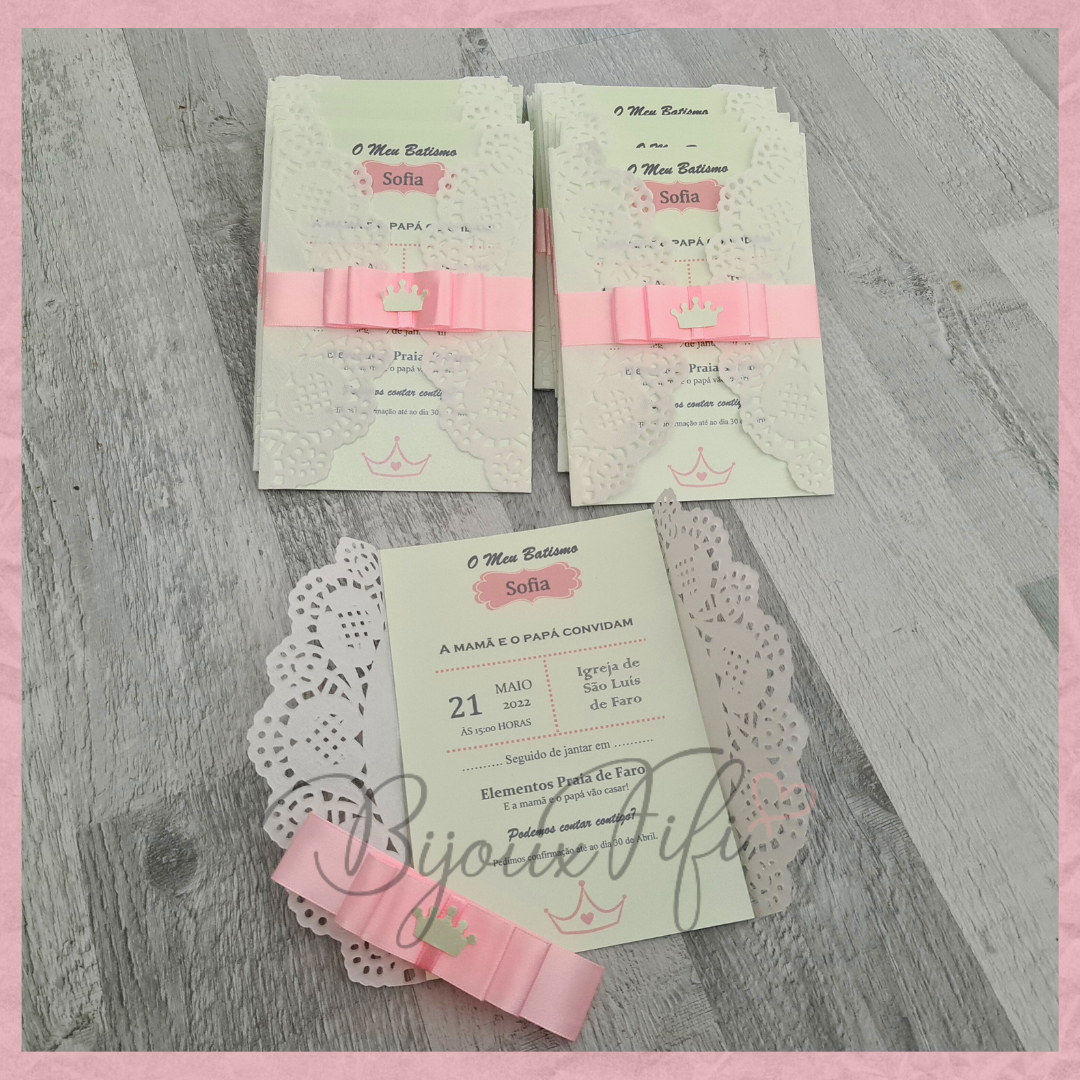 O Meu Batismo
Sofia
O Meu Batismo
O Meu Batismo
Sofia
O Meu Batismo
Sofia
A MAMÃ E O PAPÁ CONVIDAM
21 MAIO
2022
ÀS 15:00 HORAS
Igreja de
São Luís
de Faro
.......... Seguido de jantar em ..........
Elementos Praia de Faro
E a mamã e o papá vão casar!
Podemos contar contigo?
Pedimos confirmação até ao dia 30 de Abril.
BijouxFifi